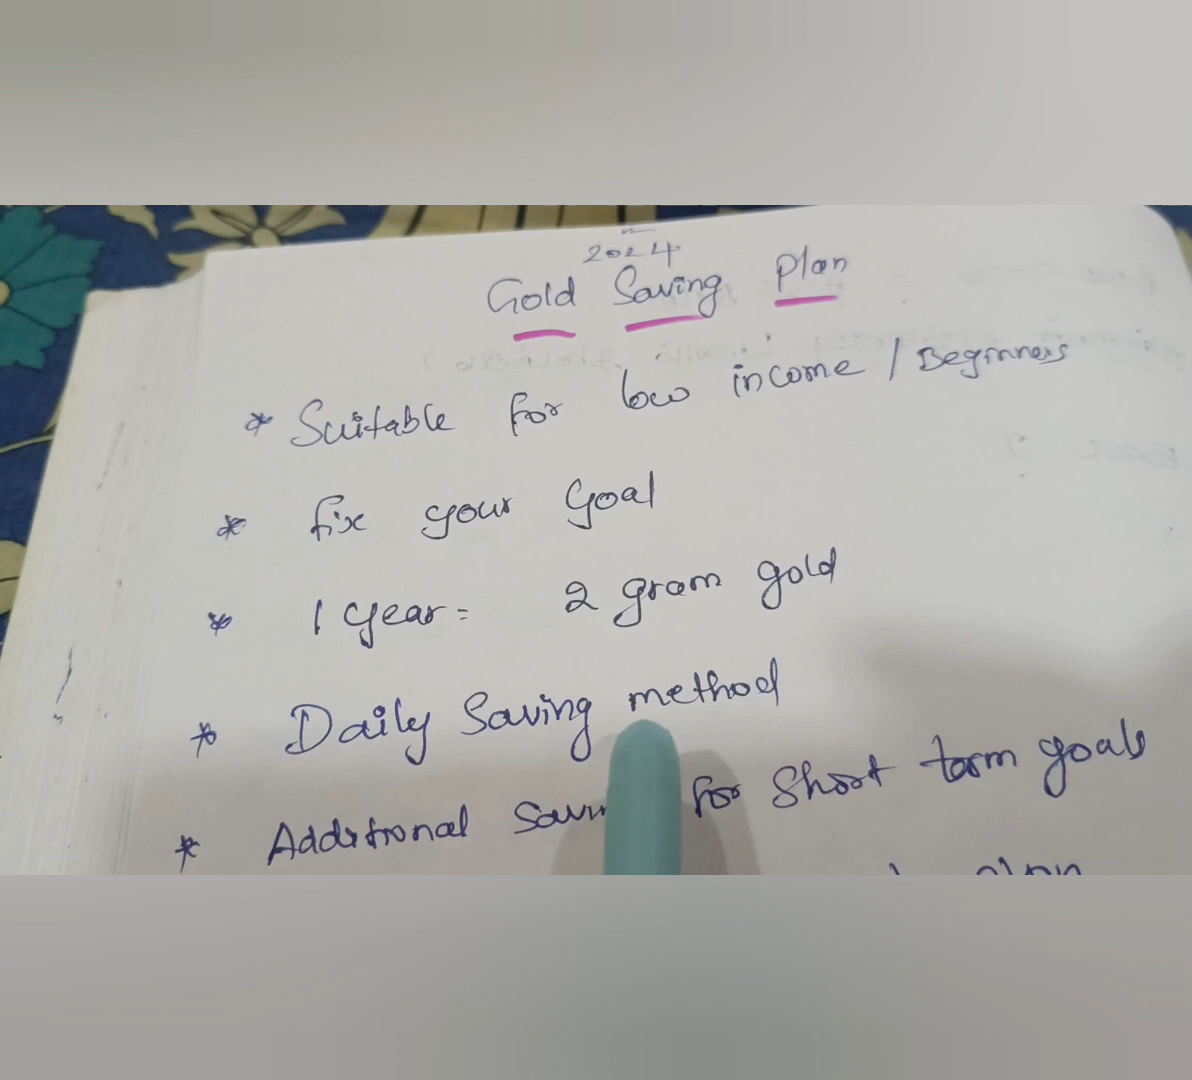 2024
Gold Saving Plan
* Suitable for low income / Beginners
* fix your Goal
* 1 year = 2 gram gold
* Daily Saving method
* Additional for Short term goals
plan